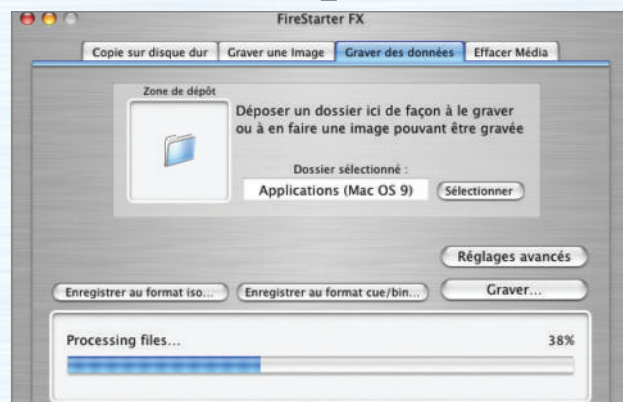 FireStarter FX
Copie sur disque dur
Graver une Image
Graver des données
Effacer Média
Zone de dépôt
Déposer un dossier ici de façon à le graver
ou à en faire une image pouvant être gravée
Dossier sélectionné :
Applications (Mac OS 9)
Sélectionner
Réglages avancés
Enregistrer au format iso...
Enregistrer au format cue/bin...
Graver...
Processing files...
38%